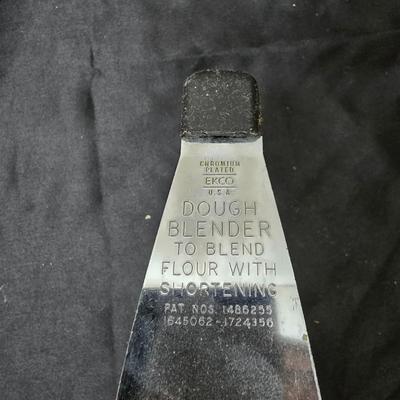 CHROMIUM
PLATED
EKCO
U.S.A.
DOUGH
BLENDER
TO BLEND
FLOUR WITH
SHORTENING
PAT. NOS. 1486255
1645062-1724356